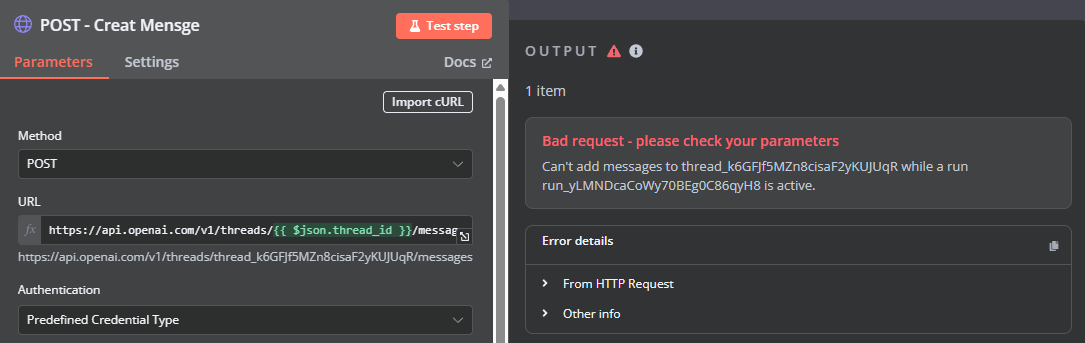 POST - Creat Mensge
Test step
Parameters
Settings
Docs
Import cURL
Method
POST
URL
fx
https://api.openai.com/v1/threads/{{ $json.thread_id }}/messag
https://api.openai.com/v1/threads/thread_k6GFJf5MZn8cisaF2yKUJUqR/messages
Authentication
Predefined Credential Type
OUTPUT
1 item
Bad request - please check your parameters
Can't add messages to thread_k6GFJf5MZn8cisaF2yKUJUqR while a run
run_yLMNDcaCoWy70BEg0C86qyH8 is active.
Error details
From HTTP Request
Other info